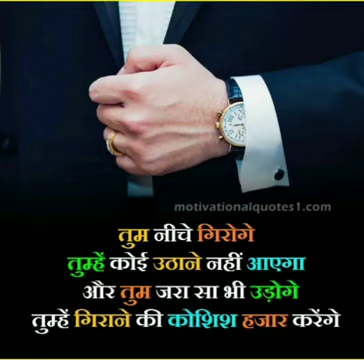 motivationalquotes1.com
तुम नीचे गिरोगे
तुम्हें कोई उठाने नहीं आएगा
और तुम जरा सा भी उड़ोगे
तुम्हें गिराने की कोशिश हजार करेंगे